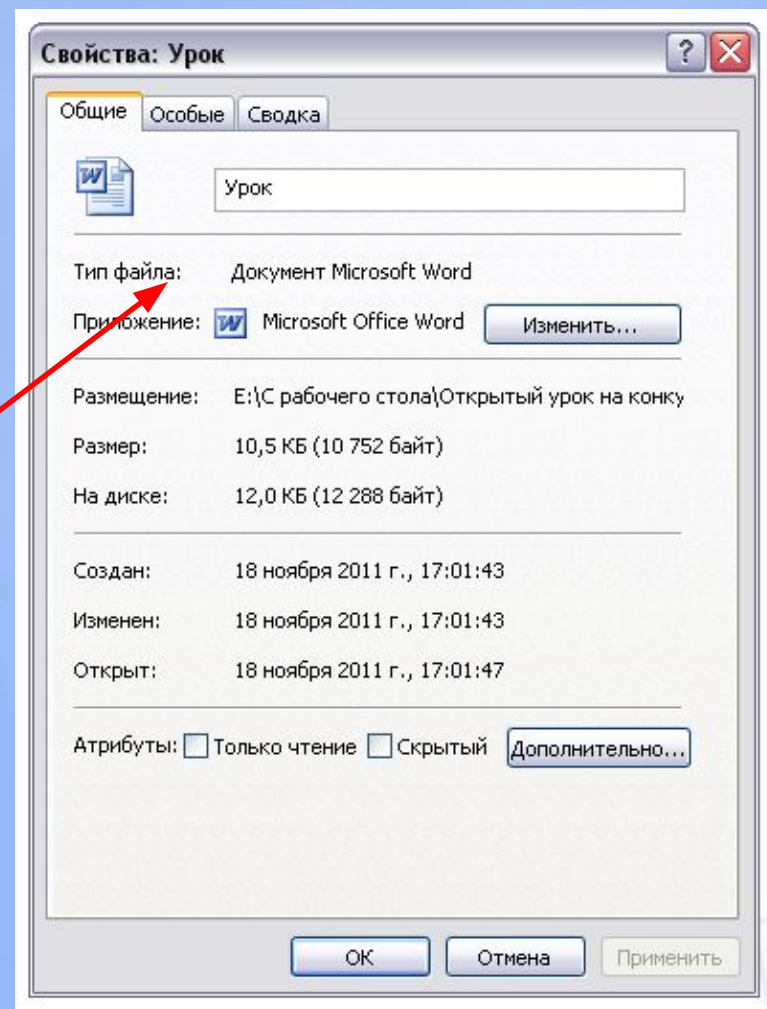 Свойства: Урок
Общие Особые Сводка
Урок
Тип файла: Документ Microsoft Word
Приложение: Microsoft Office Word Изменить...
Размещение: E:\С рабочего стола\Открытый урок на конку
Размер: 10,5 КБ (10 752 байт)
На диске: 12,0 КБ (12 288 байт)
Создан: 18 ноября 2011 г., 17:01:43
Изменен: 18 ноября 2011 г., 17:01:43
Открыт: 18 ноября 2011 г., 17:01:47
Атрибуты: Только чтение Скрытый Дополнительно...
ОК Отмена Применить